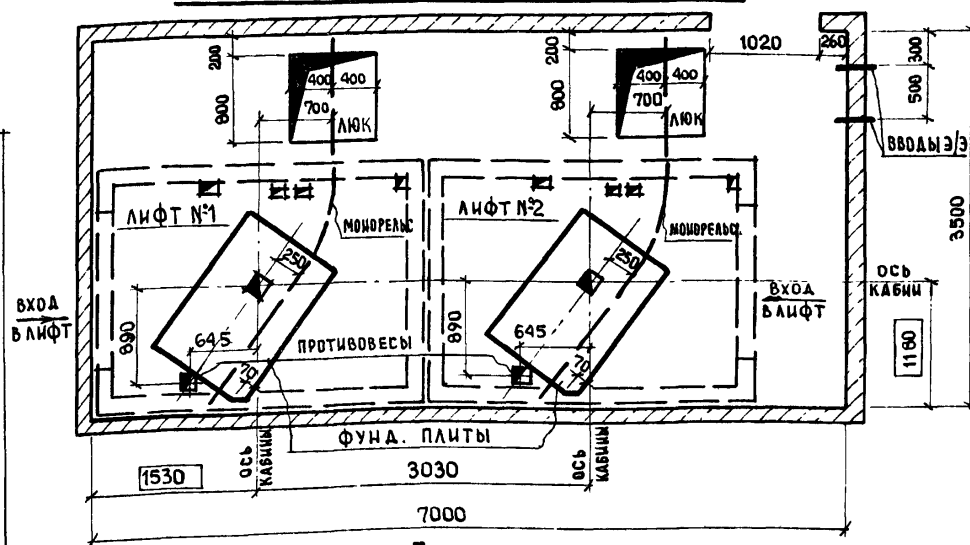 1020
260
200
800
400 400
700
ЛЮК
200
800
400 400
700
ЛЮК
300
500
ВВОДЫ Э/Э
3500
ЛИФТ №1
МОНОРЕЛЬС
250
890
645
70
ЛИФТ №2
МОНОРЕЛЬС
250
890
645
70
ВХОД
В ЛИФТ
ВХОД
В ЛИФТ
ОСЬ
КАБИН
1180
ПРОТИВОВЕСЫ
ФУНД. ПЛИТЫ
ОСЬ
КАБИНЫ
ОСЬ
КАБИНЫ
1530
3030
7000